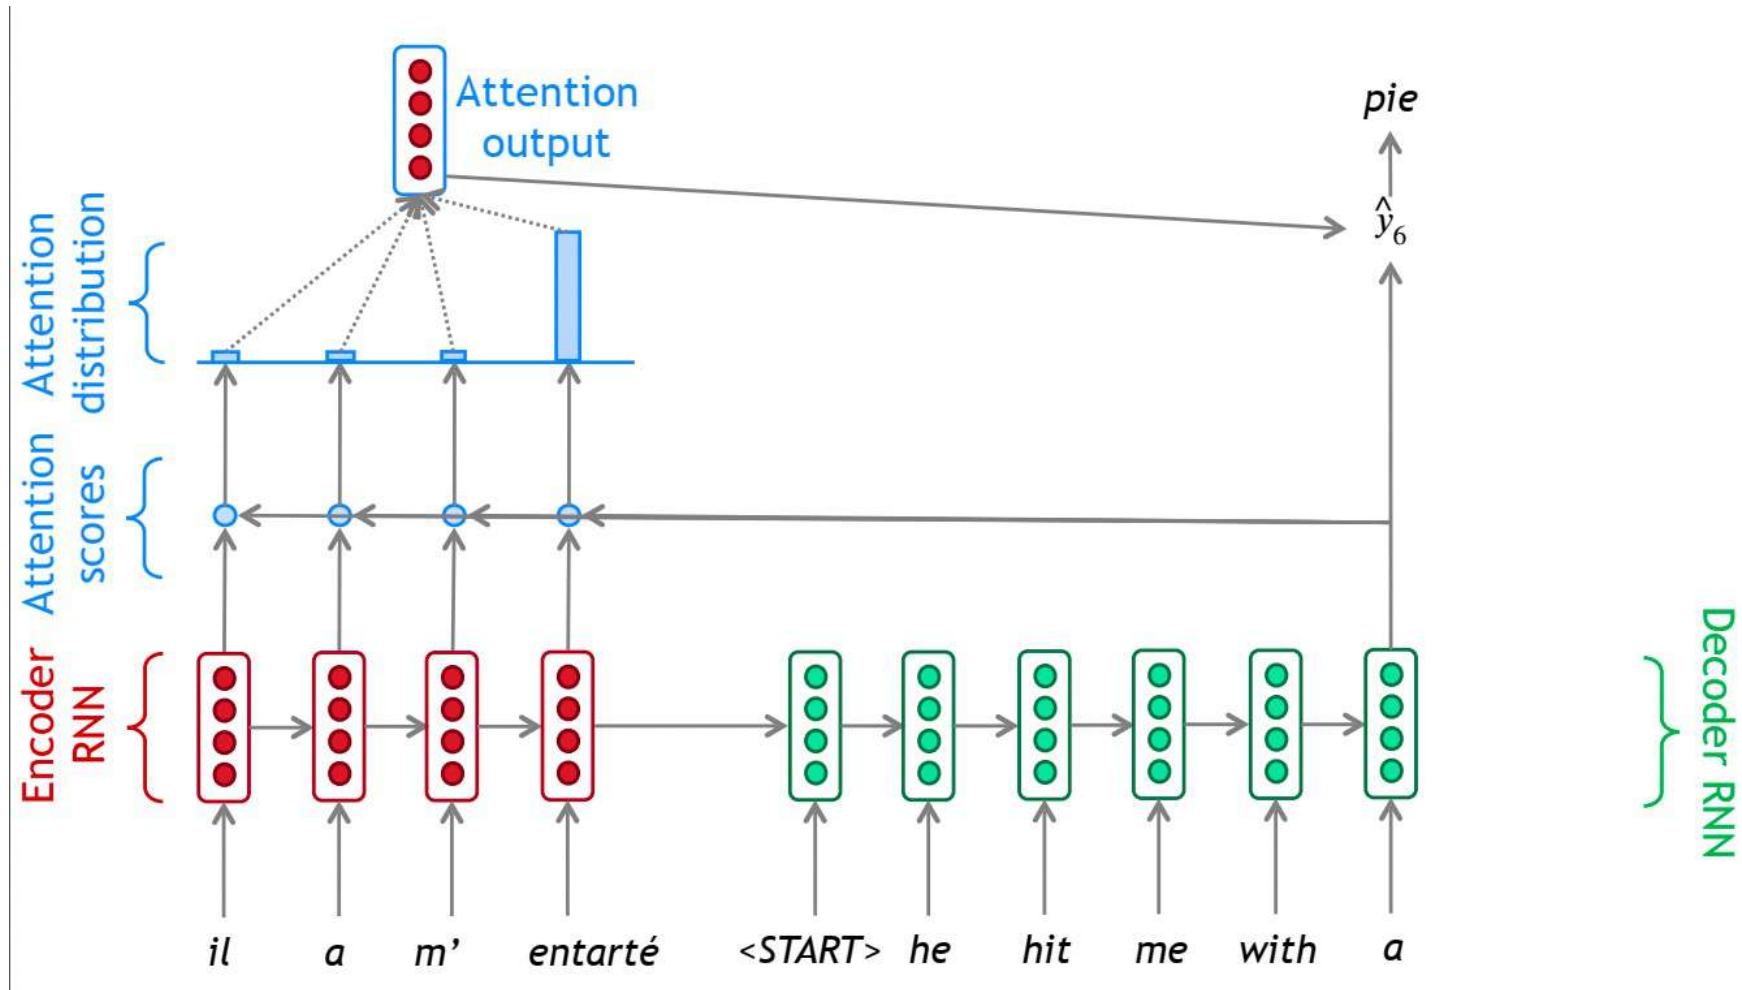 Attention
output
pie
ŷ₆
Attention
distribution
Attention
scores
Encoder
RNN
Decoder RNN
il a m’ entarté <START> he hit me with a